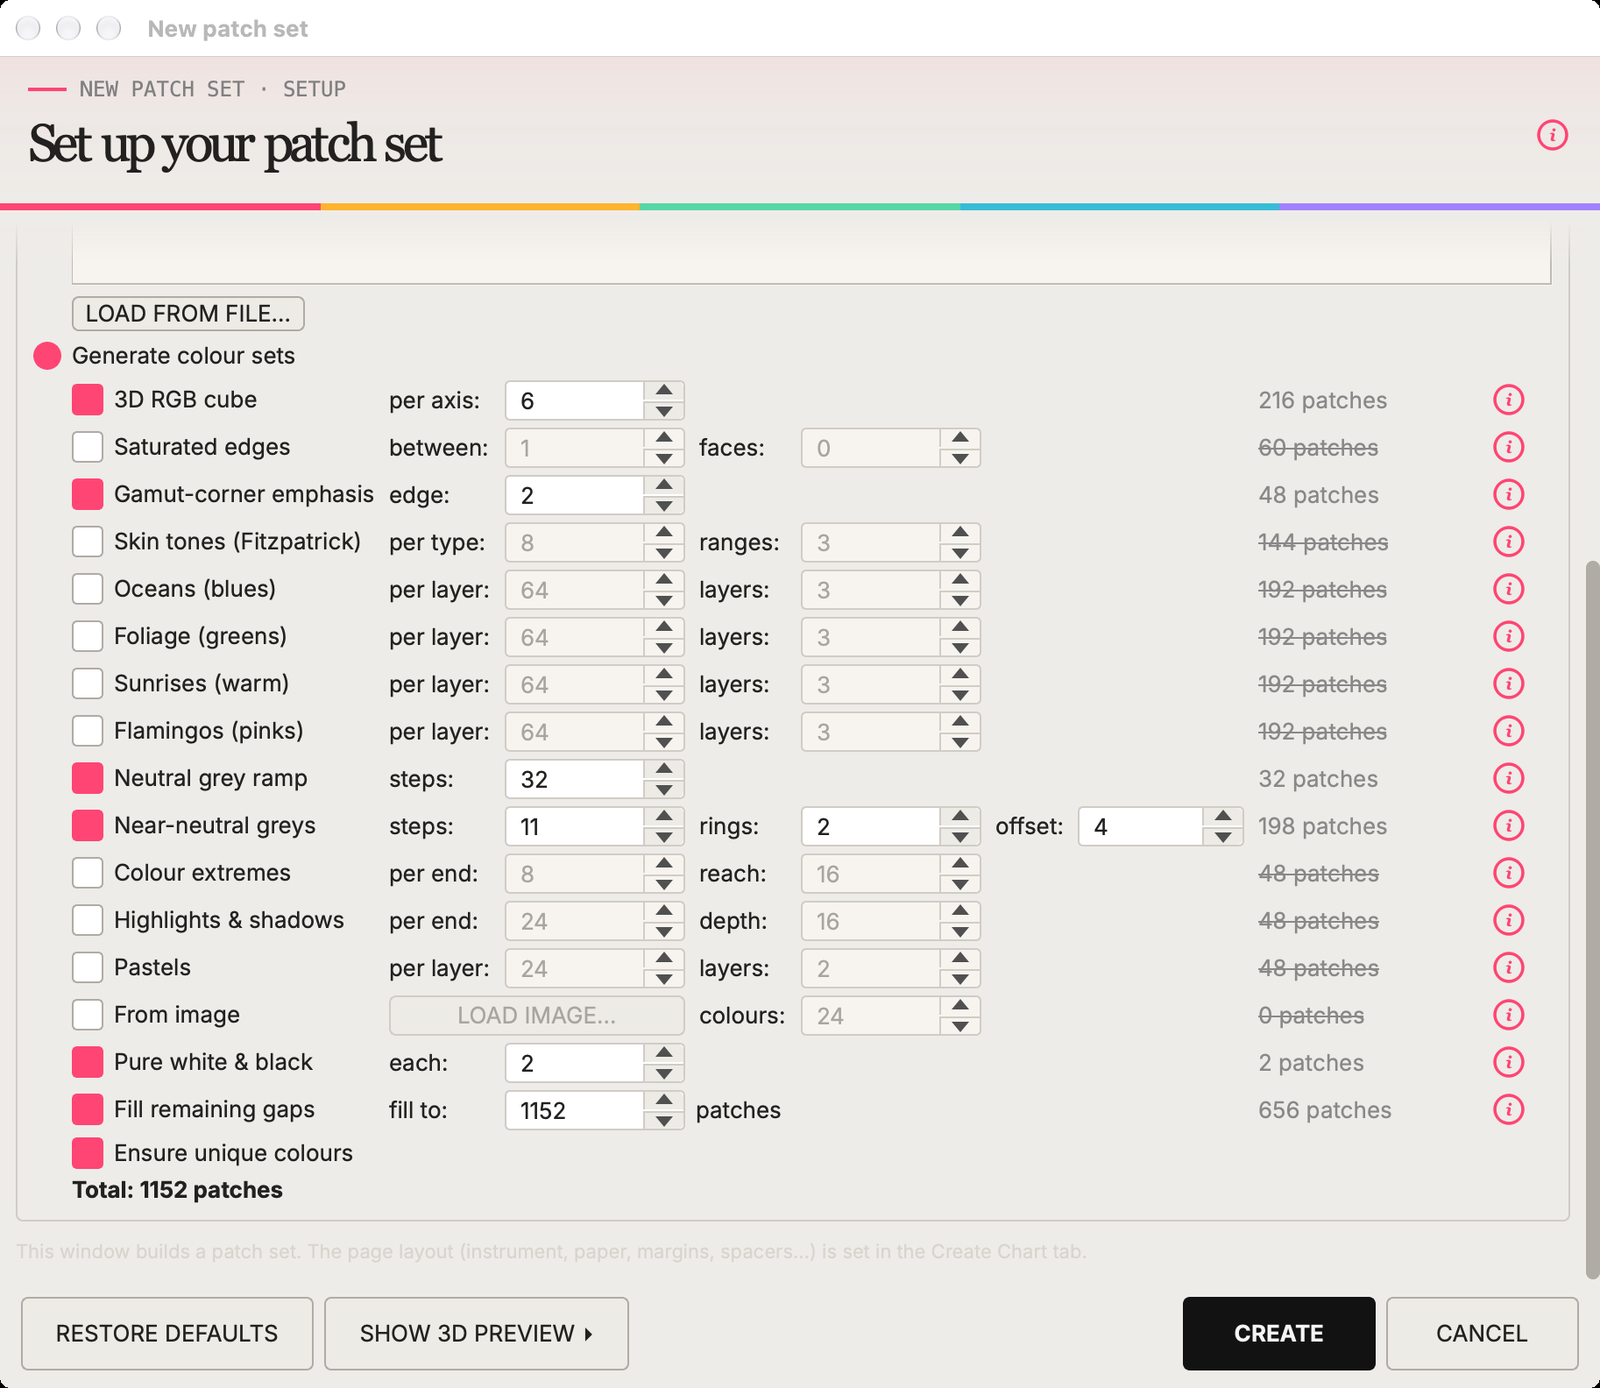 New patch set
NEW PATCH SET · SETUP
Set up your patch set
LOAD FROM FILE...
Generate colour sets
3D RGB cube per axis: 6 216 patches
Saturated edges between: 1 faces: 0 60 patches
Gamut-corner emphasis edge: 2 48 patches
Skin tones (Fitzpatrick) per type: 8 ranges: 3 144 patches
Oceans (blues) per layer: 64 layers: 3 192 patches
Foliage (greens) per layer: 64 layers: 3 192 patches
Sunrises (warm) per layer: 64 layers: 3 192 patches
Flamingos (pinks) per layer: 64 layers: 3 192 patches
Neutral grey ramp steps: 32 32 patches
Near-neutral greys steps: 11 rings: 2 offset: 4 198 patches
Colour extremes per end: 8 reach: 16 48 patches
Highlights & shadows per end: 24 depth: 16 48 patches
Pastels per layer: 24 layers: 2 48 patches
From image LOAD IMAGE... colours: 24 0 patches
Pure white & black each: 2 2 patches
Fill remaining gaps fill to: 1152 patches 656 patches
Ensure unique colours
Total: 1152 patches
This window builds a patch set. The page layout (instrument, paper, margins, spacers...) is set in the Create Chart tab.
RESTORE DEFAULTS SHOW 3D PREVIEW CREATE CANCEL